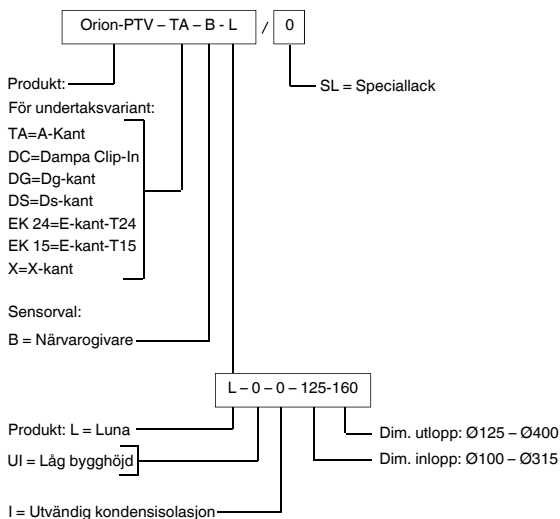 Orion-PTV – TA – B - L / 0
Produkt:
SL = Speciallack
För undertaksvariant:
TA=A-Kant
DC=Dampa Clip-In
DG=Dg-kant
DS=Ds-kant
EK 24=E-kant-T24
EK 15=E-kant-T15
X=X-kant
Sensorval:
B = Närvarogivare
L – 0 – 0 – 125-160
Produkt: L = Luna
Dim. utlopp: Ø125 – Ø400
UI = Låg bygghöjd
Dim. inlopp: Ø100 – Ø315
I = Utvändig kondensisolasjon